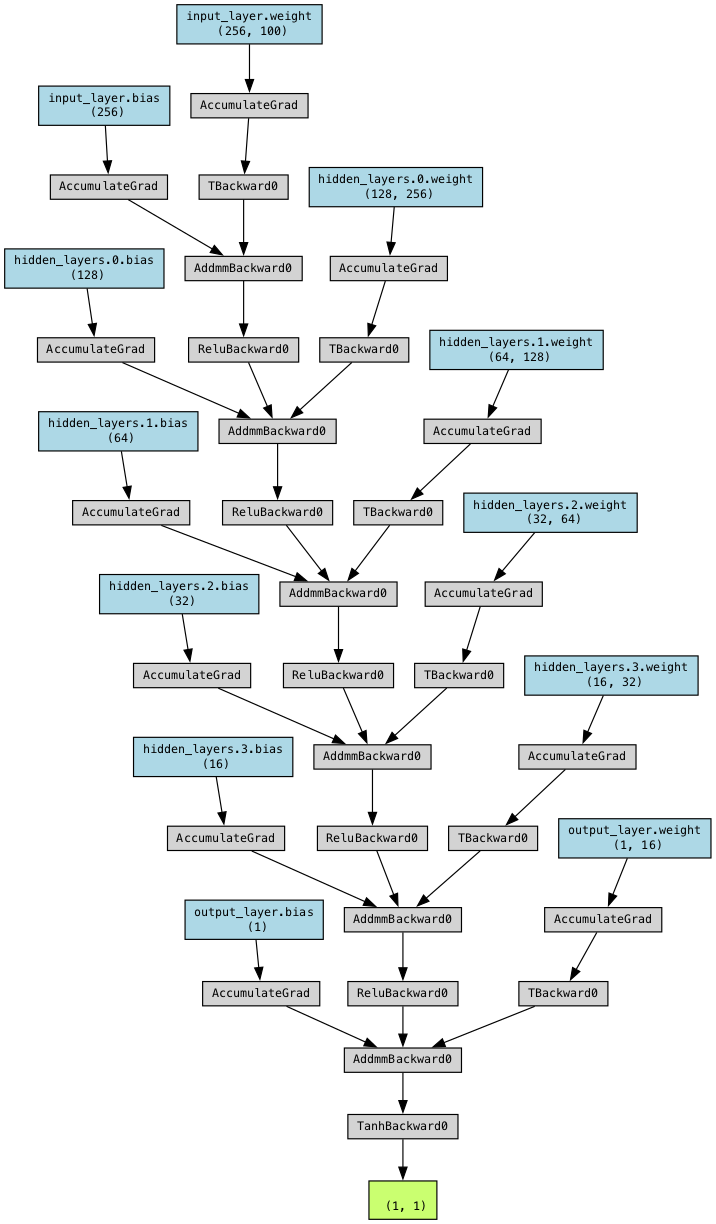 input_layer.weight
(256, 100)
input_layer.bias
(256)
AccumulateGrad
AccumulateGrad
TBackward0
hidden_layers.0.weight
(128, 256)
hidden_layers.0.bias
(128)
AddmmBackward0
AccumulateGrad
AccumulateGrad
ReluBackward0
TBackward0
hidden_layers.1.weight
(64, 128)
hidden_layers.1.bias
(64)
AddmmBackward0
AccumulateGrad
AccumulateGrad
ReluBackward0
TBackward0
hidden_layers.2.weight
(32, 64)
hidden_layers.2.bias
(32)
AddmmBackward0
AccumulateGrad
AccumulateGrad
ReluBackward0
TBackward0
hidden_layers.3.weight
(16, 32)
hidden_layers.3.bias
(16)
AddmmBackward0
AccumulateGrad
AccumulateGrad
ReluBackward0
TBackward0
output_layer.weight
(1, 16)
output_layer.bias
(1)
AddmmBackward0
AccumulateGrad
AccumulateGrad
ReluBackward0
TBackward0
AddmmBackward0
TanhBackward0
(1, 1)